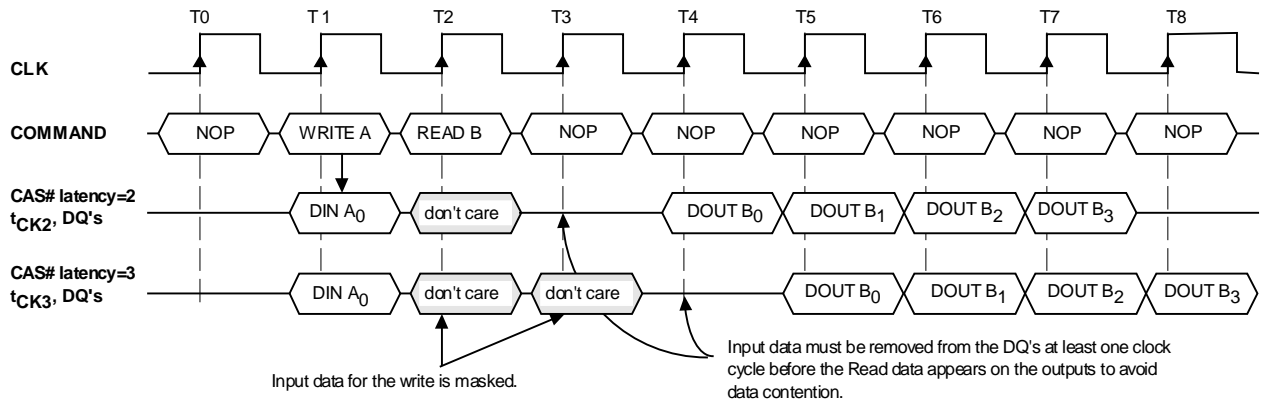 T0 T1 T2 T3 T4 T5 T6 T7 T8
CLK
COMMAND NOP WRITE A READ B NOP NOP NOP NOP NOP NOP
CAS# latency=2
tCK2, DQ's DIN A0 don't care DOUT B0 DOUT B1 DOUT B2 DOUT B3
CAS# latency=3
tCK3, DQ's DIN A0 don't care don't care DOUT B0 DOUT B1 DOUT B2 DOUT B3
Input data for the write is masked.
Input data must be removed from the DQ's at least one clock
cycle before the Read data appears on the outputs to avoid
data contention.